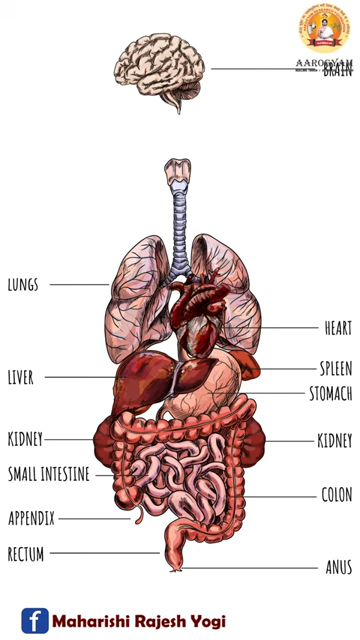 AAROGYAM
BRAIN
LUNGS
HEART
SPLEEN
LIVER
STOMACH
KIDNEY
KIDNEY
SMALL INTESTINE
COLON
APPENDIX
RECTUM
ANUS
f Maharishi Rajesh Yogi